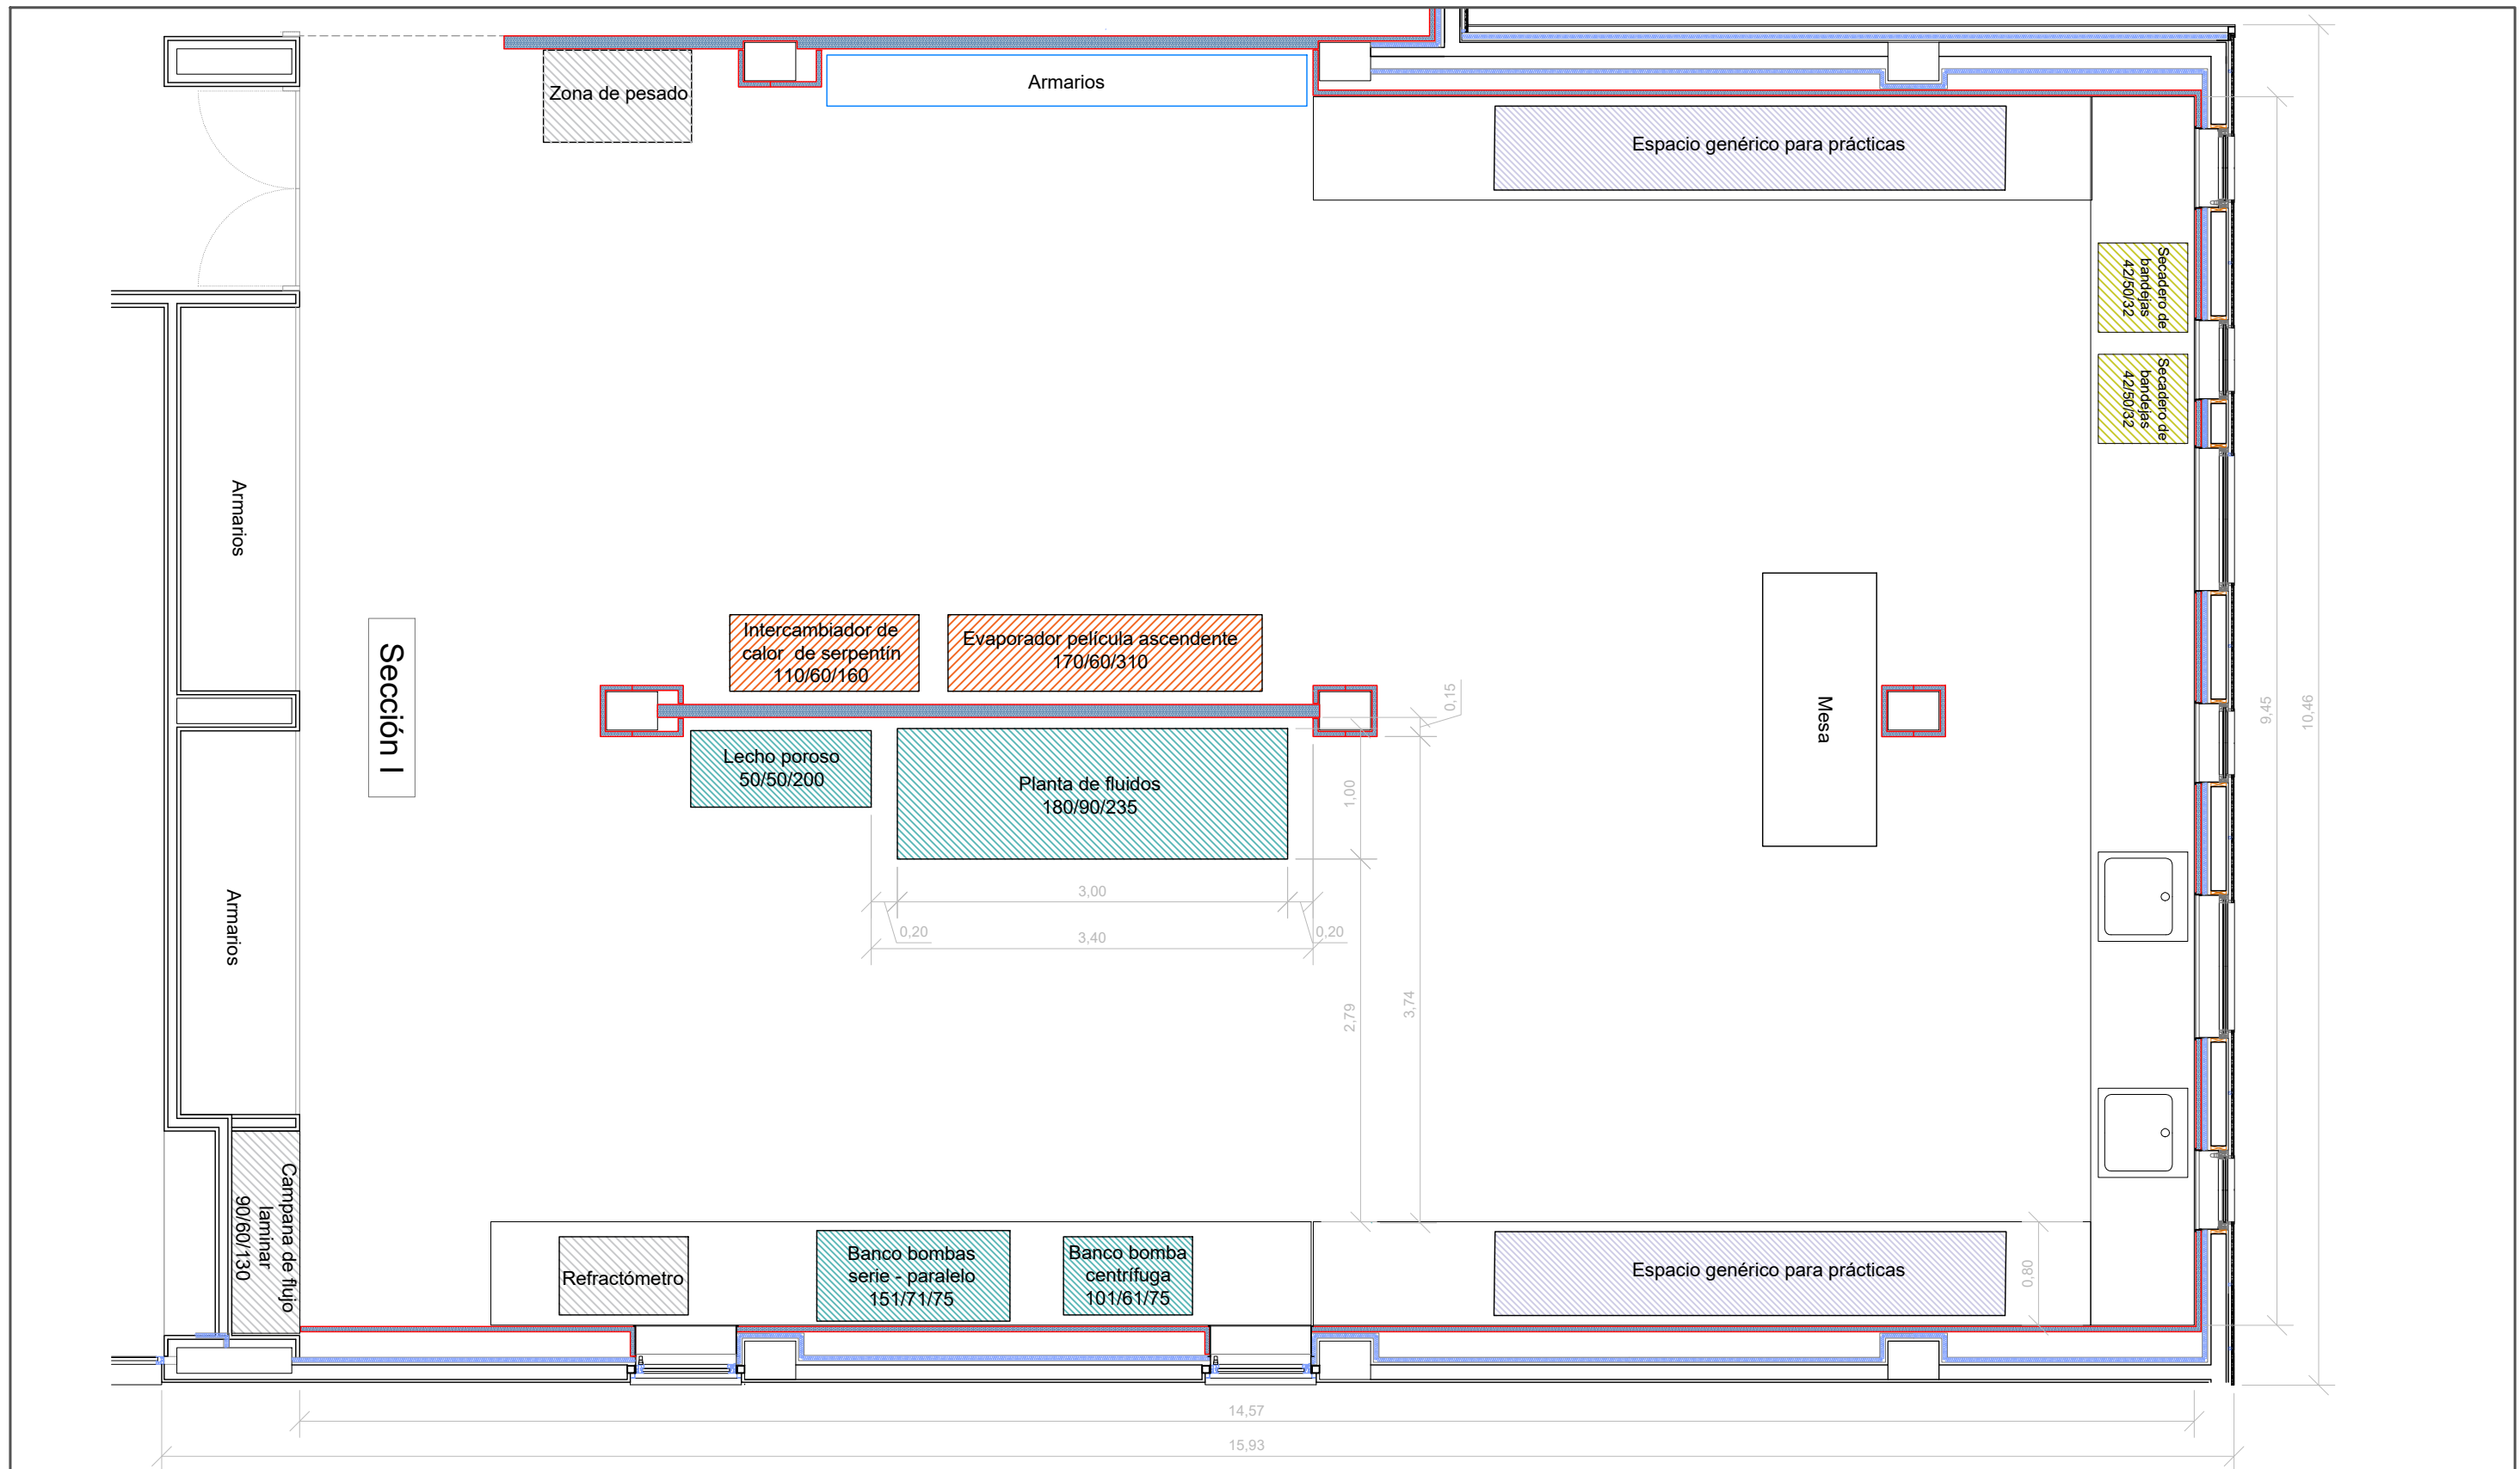 Zona de pesado
Armarios
Espacio genérico para prácticas
Secadero de
bandejas
42/50/32
Secadero de
bandejas
42/50/32
Armarios
Sección I
Intercambiador de
calor de serpentín
110/60/160
Evaporador película ascendente
170/60/310
0,15
Mesa
9,45
10,46
Lecho poroso
50/50/200
Planta de fluidos
180/90/235
1,00
Armarios
3,00
0,20
3,40
0,20
2,79
3,74
Campana de flujo
laminar
90/60/130
Refractómetro
Banco bombas
serie - paralelo
151/71/75
Banco bomba
centrífuga
101/61/75
Espacio genérico para prácticas
0,80
14,57
15,93